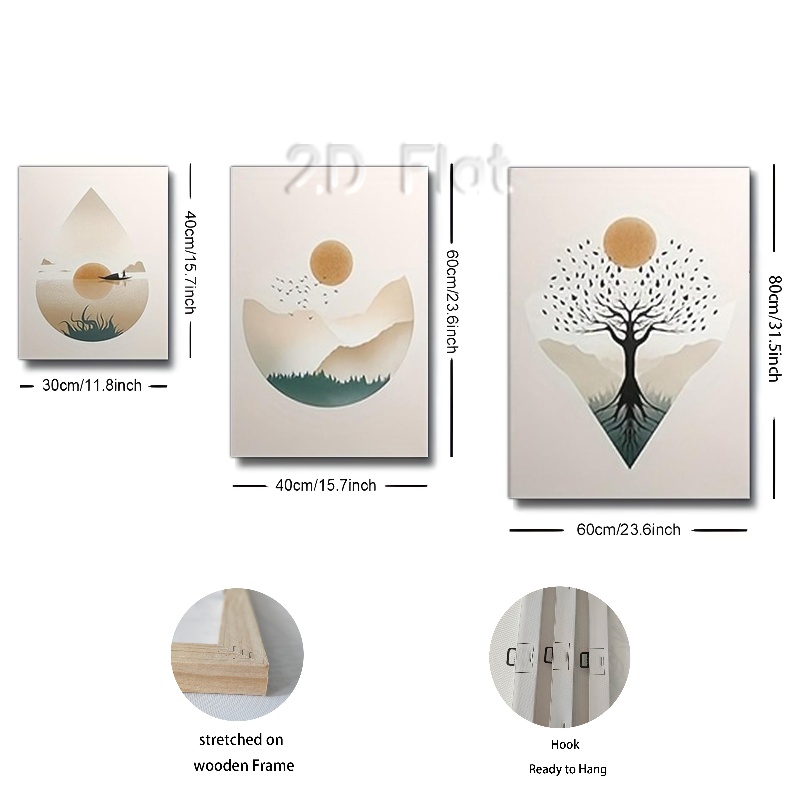 2.D Flat.
40cm/15.7inch
60cm/23.6inch
80cm/31.5inch
30cm/11.8inch
40cm/15.7inch
60cm/23.6inch
stretched on
wooden Frame
Hook
Ready to Hang